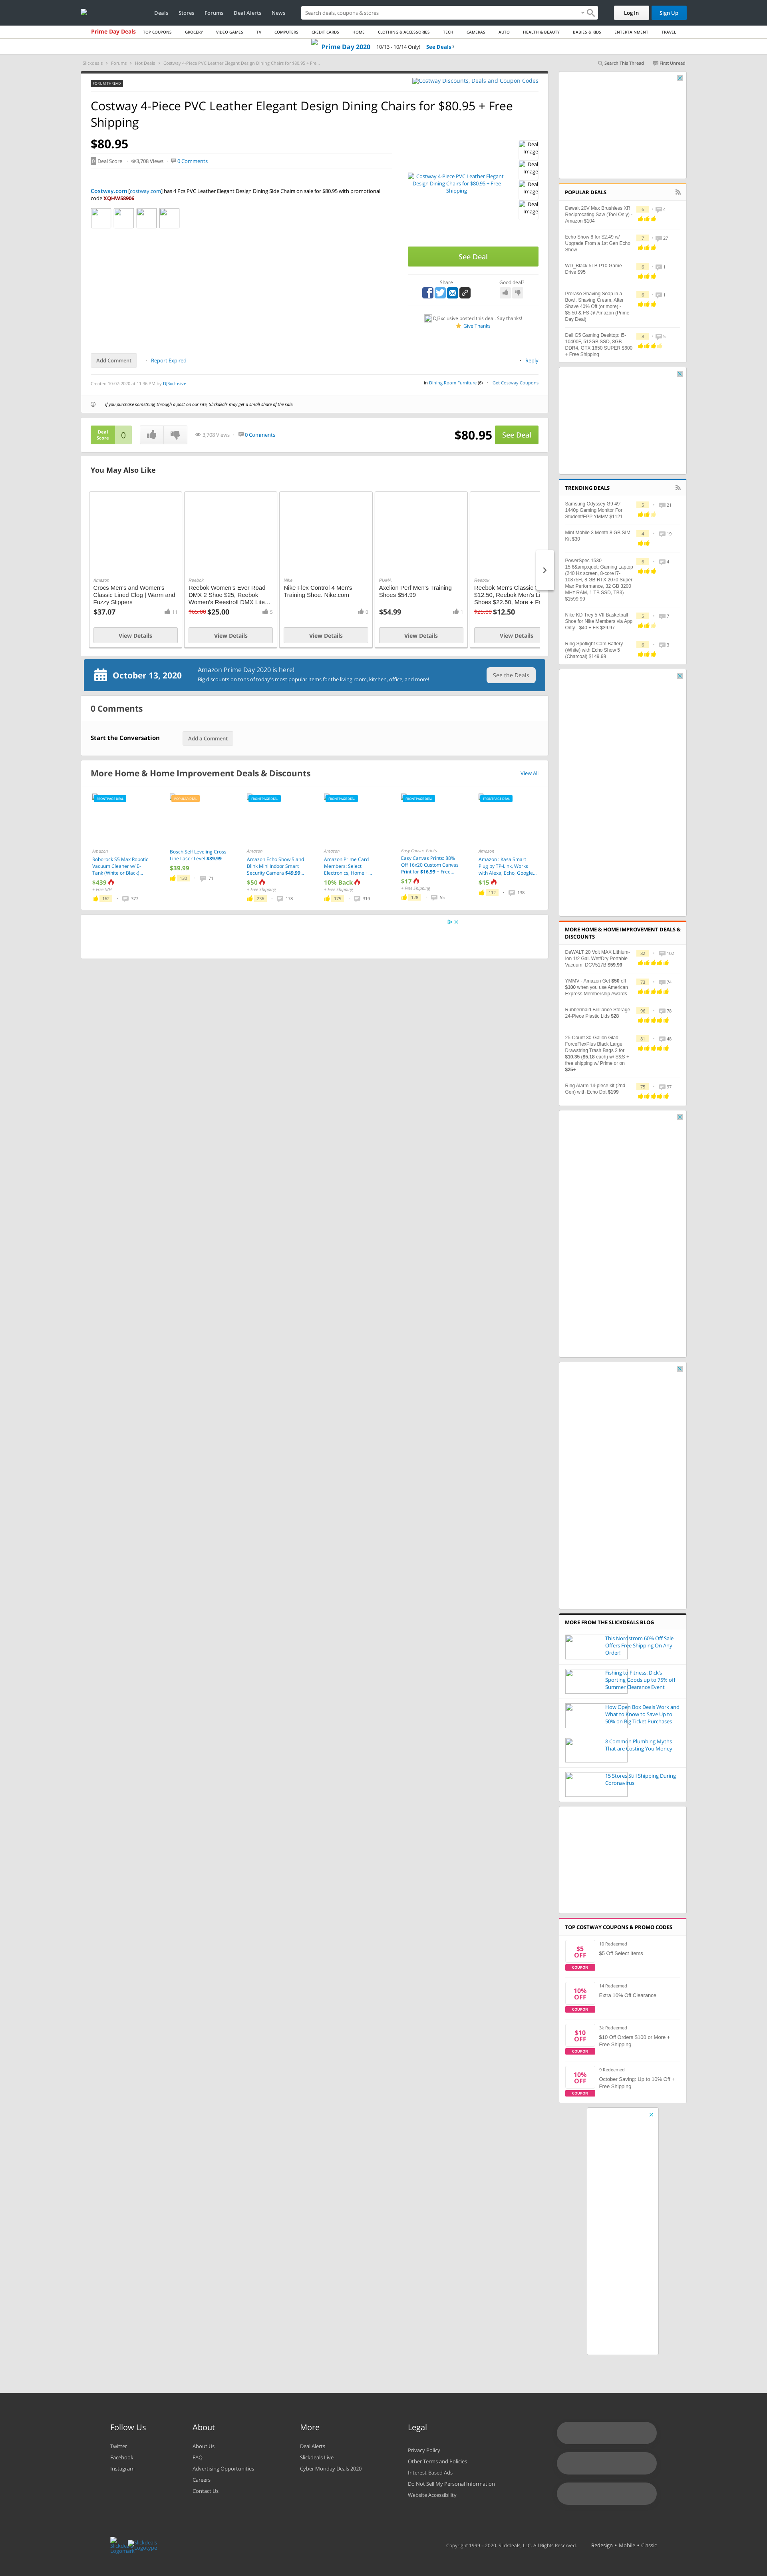 Deals Stores Forums Deal Alerts News
Search deals, coupons & stores
Log In
Sign Up
Prime Day Deals TOP COUPONS GROCERY VIDEO GAMES TV COMPUTERS CREDIT CARDS HOME CLOTHING & ACCESSORIES TECH CAMERAS AUTO HEALTH & BEAUTY BABIES & KIDS ENTERTAINMENT TRAVEL
Prime Day 2020 10/13 - 10/14 Only! See Deals
Slickdeals Forums Hot Deals Costway 4-Piece PVC Leather Elegant Design Dining Chairs for $80.95 + Fre...
Search This Thread First Unread
FORUM THREAD
Costway Discounts, Deals and Coupon Codes
Costway 4-Piece PVC Leather Elegant Design Dining Chairs for $80.95 + Free
Shipping
$80.95
0 Deal Score 3,708 Views 0 Comments
Costway.com [costway.com] has 4 Pcs PVC Leather Elegant Design Dining Side Chairs on sale for $80.95 with promotional
code XQHW58906
Costway 4-Piece PVC Leather Elegant
Design Dining Chairs for $80.95 + Free
Shipping
Deal
Image
Deal
Image
Deal
Image
Deal
Image
See Deal
Share
Good deal?
DJ3xclusive posted this deal. Say thanks!
Give Thanks
Add Comment
Report Expired
Reply
Created 10-07-2020 at 11:36 PM by DJ3xclusive
in Dining Room Furniture (6) Get Costway Coupons
If you purchase something through a post on our site, Slickdeals may get a small share of the sale.
Deal
Score
0
3,708 Views 0 Comments
$80.95
See Deal
You May Also Like
Amazon
Crocs Men's and Women's
Classic Lined Clog | Warm and
Fuzzy Slippers
$37.07 11
View Details
Reebok
Reebok Women's Ever Road
DMX 2 Shoe $25, Reebok
Women's Reestroll DMX Lite...
$65.00 $25.00 5
View Details
Nike
Nike Flex Control 4 Men's
Training Shoe. Nike.com
0
View Details
PUMA
Axelion Perf Men's Training
Shoes $54.99
$54.99 1
View Details
Reebok
Reebok Men's Classic
$12.50, Reebok Men's Li
Shoes $22.50, More + F
$25.00 $12.50
View Details
October 13, 2020
Amazon Prime Day 2020 is here!
Big discounts on tons of today's most popular items for the living room, kitchen, office, and more!
See the Deals
0 Comments
Start the Conversation
Add a Comment
More Home & Home Improvement Deals & Discounts
View All
FRONTPAGE DEAL
Amazon
Roborock S5 Max Robotic
Vacuum Cleaner w/ E-
Tank (White or Black)...
$439
+ Free S/H
162 377
Bosch Self Leveling Cross
Line Laser Level $39.99
$39.99
130 71
FRONTPAGE DEAL
Amazon
Amazon Echo Show 5 and
Blink Mini Indoor Smart
Security Camera $49.99...
$50
+ Free Shipping
236 178
FRONTPAGE DEAL
Amazon
Amazon Prime Card
Members: Select
Electronics, Home +...
10% Back
+ Free Shipping
175 319
FRONTPAGE DEAL
Easy Canvas Prints
Easy Canvas Prints: 88%
Off 16x20 Custom Canvas
Print for $16.99 + Free...
$17
+ Free Shipping
128 55
FRONTPAGE DEAL
Amazon
Amazon : Kasa Smart
Plug by TP-Link, Works
with Alexa, Echo, Google...
$15
112 138
POPULAR DEALS
Dewalt 20V Max Brushless XR
Reciprocating Saw (Tool Only) -
Amazon $104
6 4
Echo Show 8 for $2.49 w/
Upgrade From a 1st Gen Echo
Show
7 27
WD_Black 5TB P10 Game
Drive $95
6 1
Proraso Shaving Soap in a
Bowl, Shaving Cream, After
Shave 40% Off (or more) -
$5.50 & FS @ Amazon (Prime
Day Deal)
6 1
Dell G5 Gaming Desktop: i5-
10400F, 512GB SSD, 8GB
DDR4, GTX 1650 SUPER $600
+ Free Shipping
8 5
TRENDING DEALS
Samsung Odyssey G9 49"
1440p Gaming Monitor For
Student/EPP YMMV $1121
5 21
Mint Mobile 3 Month 8 GB SIM
Kit $30
4 19
PowerSpec 1530
15.6&quot; Gaming Laptop
(240 Hz screen, 8-core i7-
10875H, 8 GB RTX 2070 Super
Max Performance, 32 GB 3200
MHz RAM, 1 TB SSD, TB3)
$1599.99
6 4
Nike KD Trey 5 VII Basketball
Shoe for Nike Members via App
Only - $40 + FS $39.97
5 7
Ring Spotlight Cam Battery
(White) with Echo Show 5
(Charcoal) $149.99
6 3
MORE HOME & HOME IMPROVEMENT DEALS &
DISCOUNTS
DeWALT 20 Volt MAX Lithium-
Ion 1/2 Gal. Wet/Dry Portable
Vacuum, DCV517B $59.99
82 102
YMMV - Amazon Get $50 off
$100 when you use American
Express Membership Awards
73 74
Rubbermaid Brilliance Storage
24-Piece Plastic Lids $28
90 78
25-Count 30-Gallon Glad
ForceFlexPlus Black Large
Drawstring Trash Bags 2 for
$10.35 ($5.18 each) w/ S&S +
free shipping w/ Prime or on
$25+
81 48
Ring Alarm 14-piece kit (2nd
Gen) with Echo Dot $199
75 97
MORE FROM THE SLICKDEALS BLOG
This Nordstrom 60% Off Sale
Offers Free Shipping On Any
Order!
Fishing to Fitness: Dick's
Sporting Goods up to 75% off
Summer Clearance Event
How Open Box Deals Work and
What to Know to Save Up to
50% on Big Ticket Purchases
8 Common Plumbing Myths
That are Costing You Money
15 Stores Still Shipping During
Coronavirus
TOP COSTWAY COUPONS & PROMO CODES
$5
OFF
COUPON
10 Redeemed
$5 Off Select Items
10%
OFF
COUPON
14 Redeemed
Extra 10% Off Clearance
$10
OFF
COUPON
3k Redeemed
$10 Off Orders $100 or More +
Free Shipping
10%
OFF
COUPON
9 Redeemed
October Saving: Up to 10% Off +
Free Shipping
Follow Us
Twitter
Facebook
Instagram
About
About Us
FAQ
Advertising Opportunities
Careers
Contact Us
More
Deal Alerts
Slickdeals Live
Cyber Monday Deals 2020
Legal
Privacy Policy
Other Terms and Policies
Interest-Based Ads
Do Not Sell My Personal Information
Website Accessibility
Copyright 1999 – 2020. Slickdeals, LLC. All Rights Reserved. Redesign • Mobile • Classic